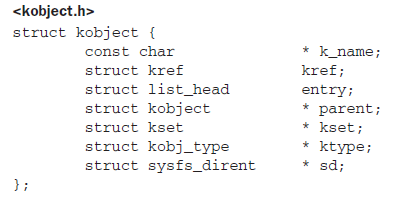 <kobject.h>
struct kobject {
        const char              * k_name;
        struct kref             kref;
        struct list_head        entry;
        struct kobject          * parent;
        struct kset             * kset;
        struct kobj_type        * ktype;
        struct sysfs_dirent     * sd;
};